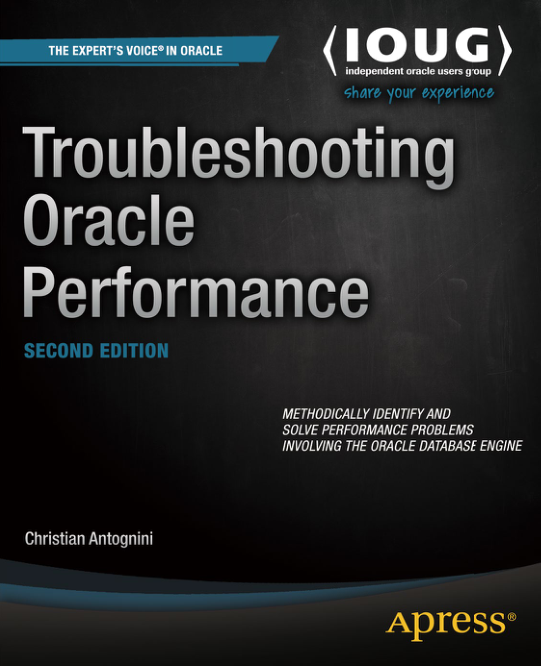 THE EXPERT'S VOICE® IN ORACLE
⟨IOUG⟩
independent oracle users group
share your experience
Troubleshooting
Oracle
Performance
SECOND EDITION
METHODICALLY IDENTIFY AND
SOLVE PERFORMANCE PROBLEMS
INVOLVING THE ORACLE DATABASE ENGINE
Christian Antognini
Apress®